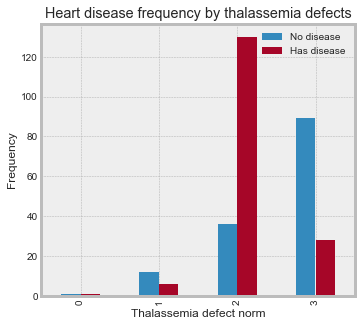 Heart disease frequency by thalassemia defects
No disease
Has disease
Frequency
120
100
80
60
40
20
0
0
1
2
3
Thalassemia defect norm